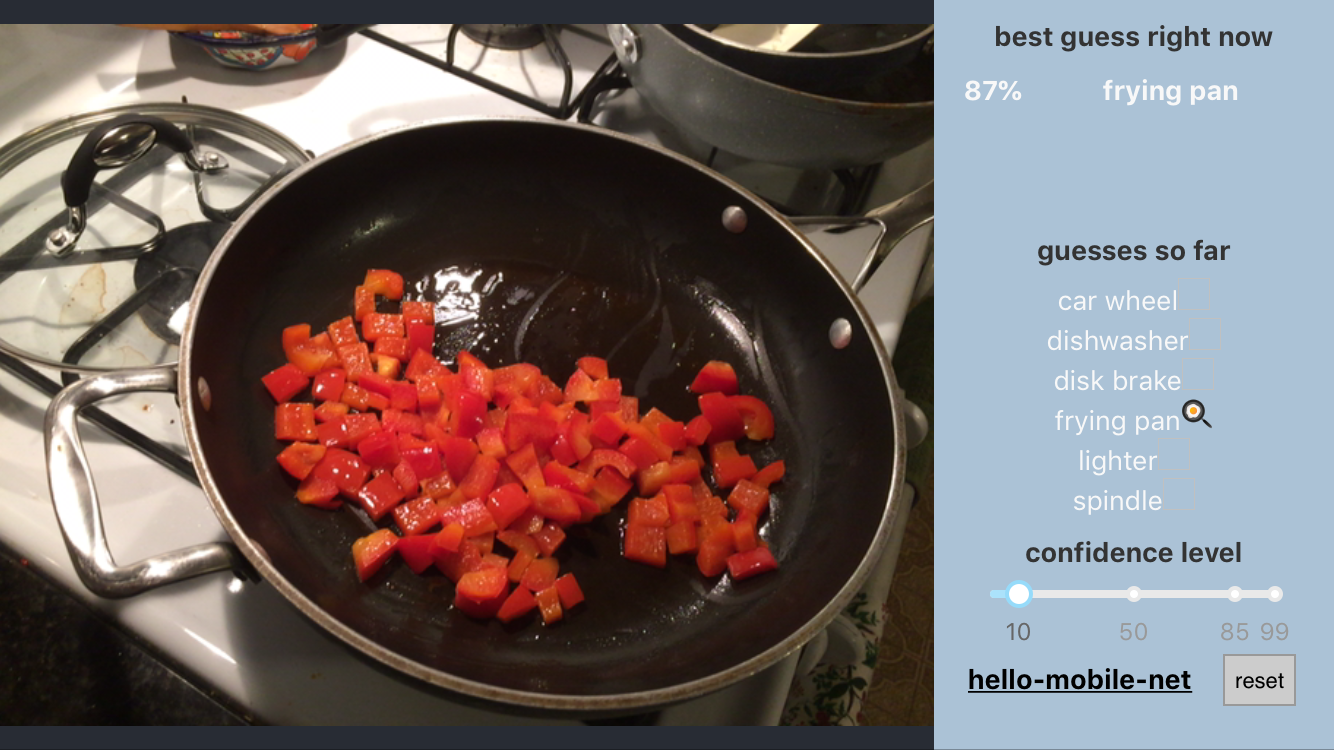 best guess right now
87% frying pan
guesses so far
car wheel
dishwasher
disk brake
frying pan
lighter
spindle
confidence level
10 50 85 99
hello-mobile-net reset